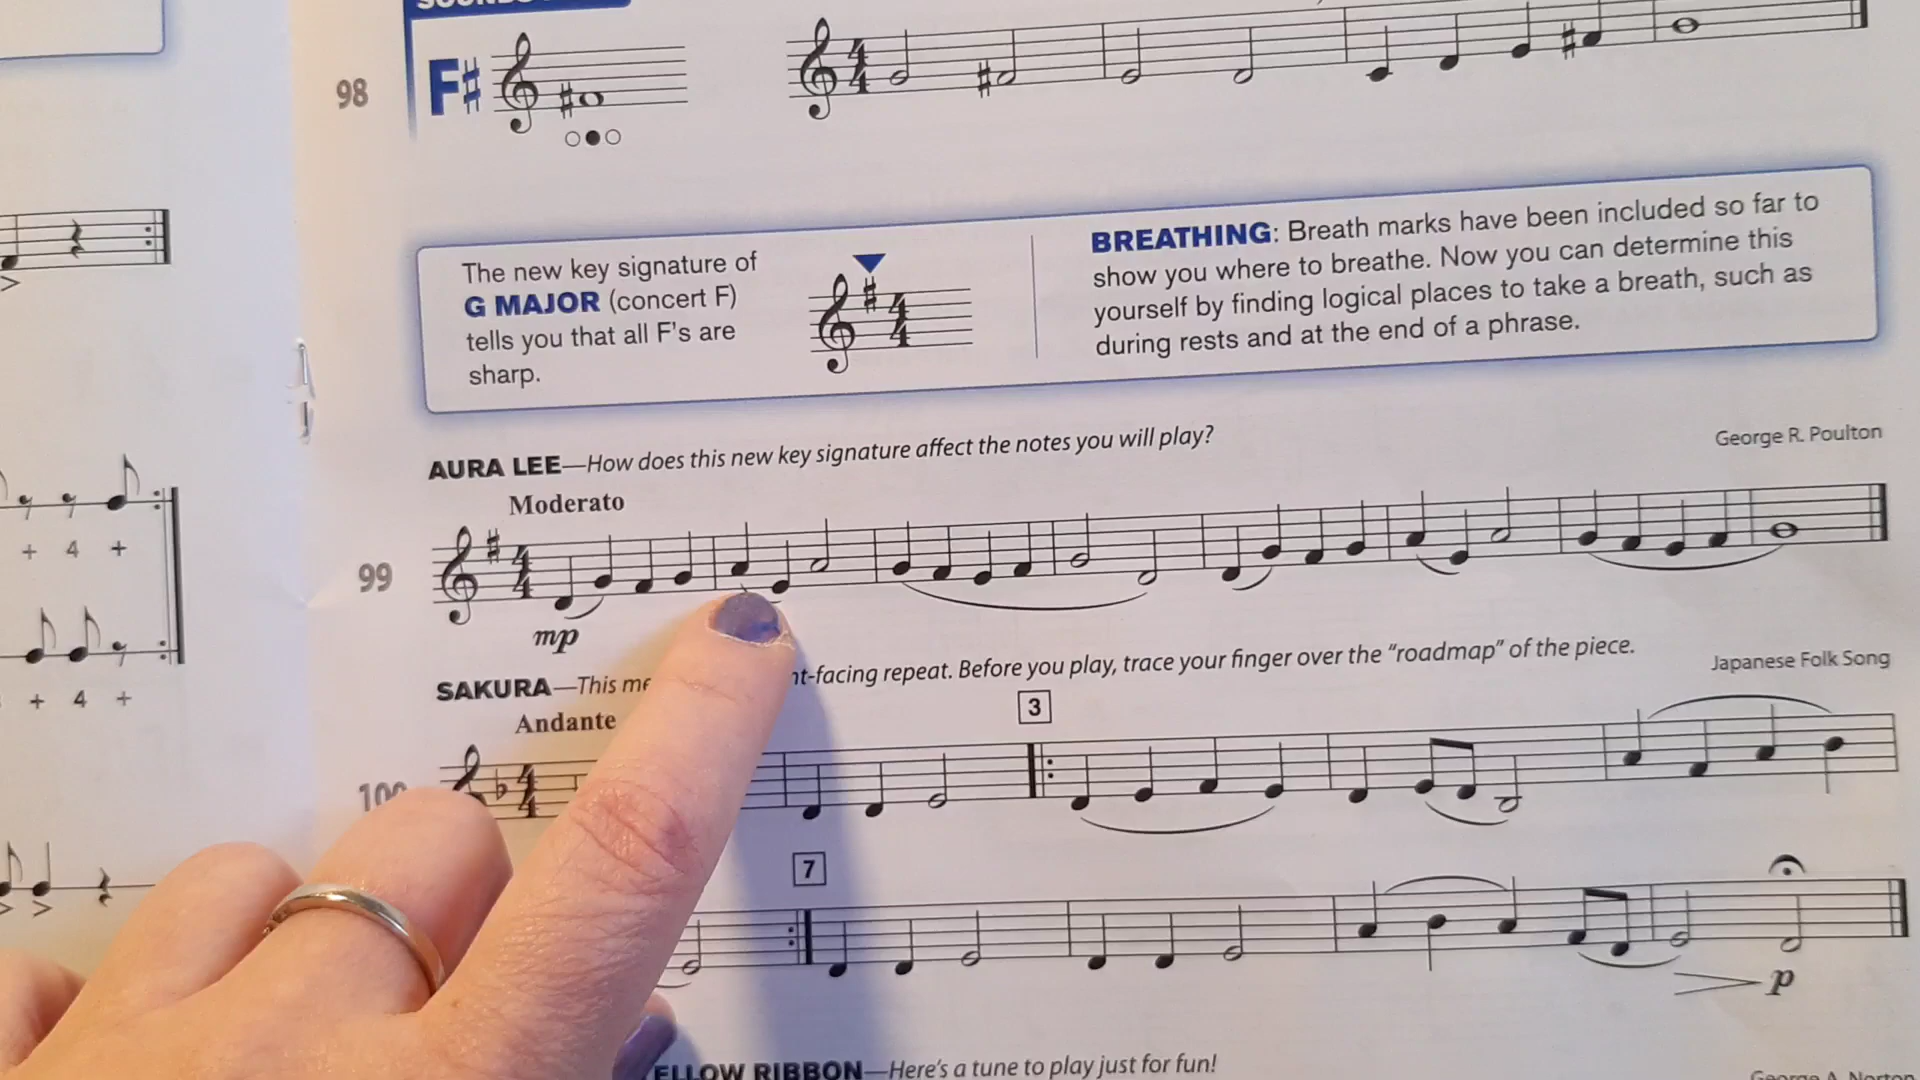 98
F♯
The new key signature of
G MAJOR (concert F)
tells you that all F's are
sharp.
BREATHING: Breath marks have been included so far to
show you where to breathe. Now you can determine this
yourself by finding logical places to take a breath, such as
during rests and at the end of a phrase.
AURA LEE—How does this new key signature affect the notes you will play?
George R. Poulton
Moderato
99
mp
SAKURA—This
-facing repeat. Before you play, trace your finger over the "roadmap" of the piece.
Japanese Folk Song
Andante
3
100
7
p
RIBBON—Here's a tune to play just for fun!
George A. Norton
+ 4 +
+ 4 +